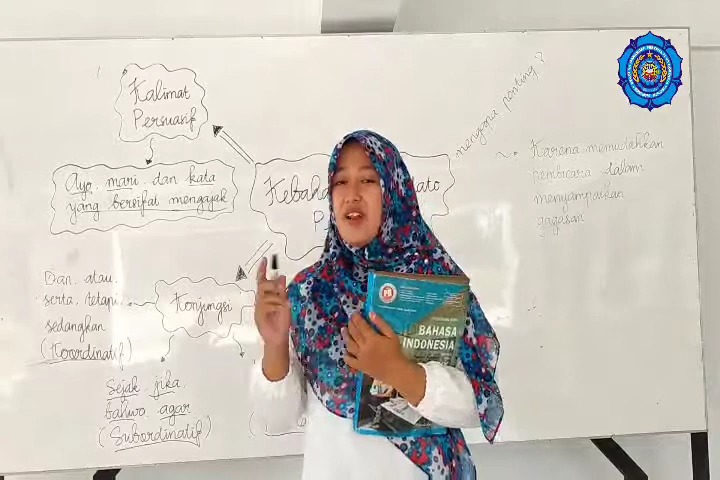 Kalimat
Persuasif
Ayo, mari dan kata
yang bersifat mengajak
mengapa penting?
Karena memudahkan
pembicara dalam
menyampaikan
gagasan
Dan, atau,
serta, tetapi,
sedangkan
(Koordinatif)
Konjungsi
Sejak, jika,
bahwa, agar
(Subordinatif)
BAHASA
INDONESIA